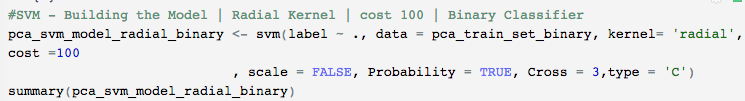 #SVM - Building the Model | Radial Kernel | cost 100 | Binary Classifier
pca_svm_model_radial_binary <- svm(label ~ ., data = pca_train_set_binary, kernel= 'radial',
cost =100
, scale = FALSE, Probability = TRUE, Cross = 3,type = 'C')
summary(pca_svm_model_radial_binary)